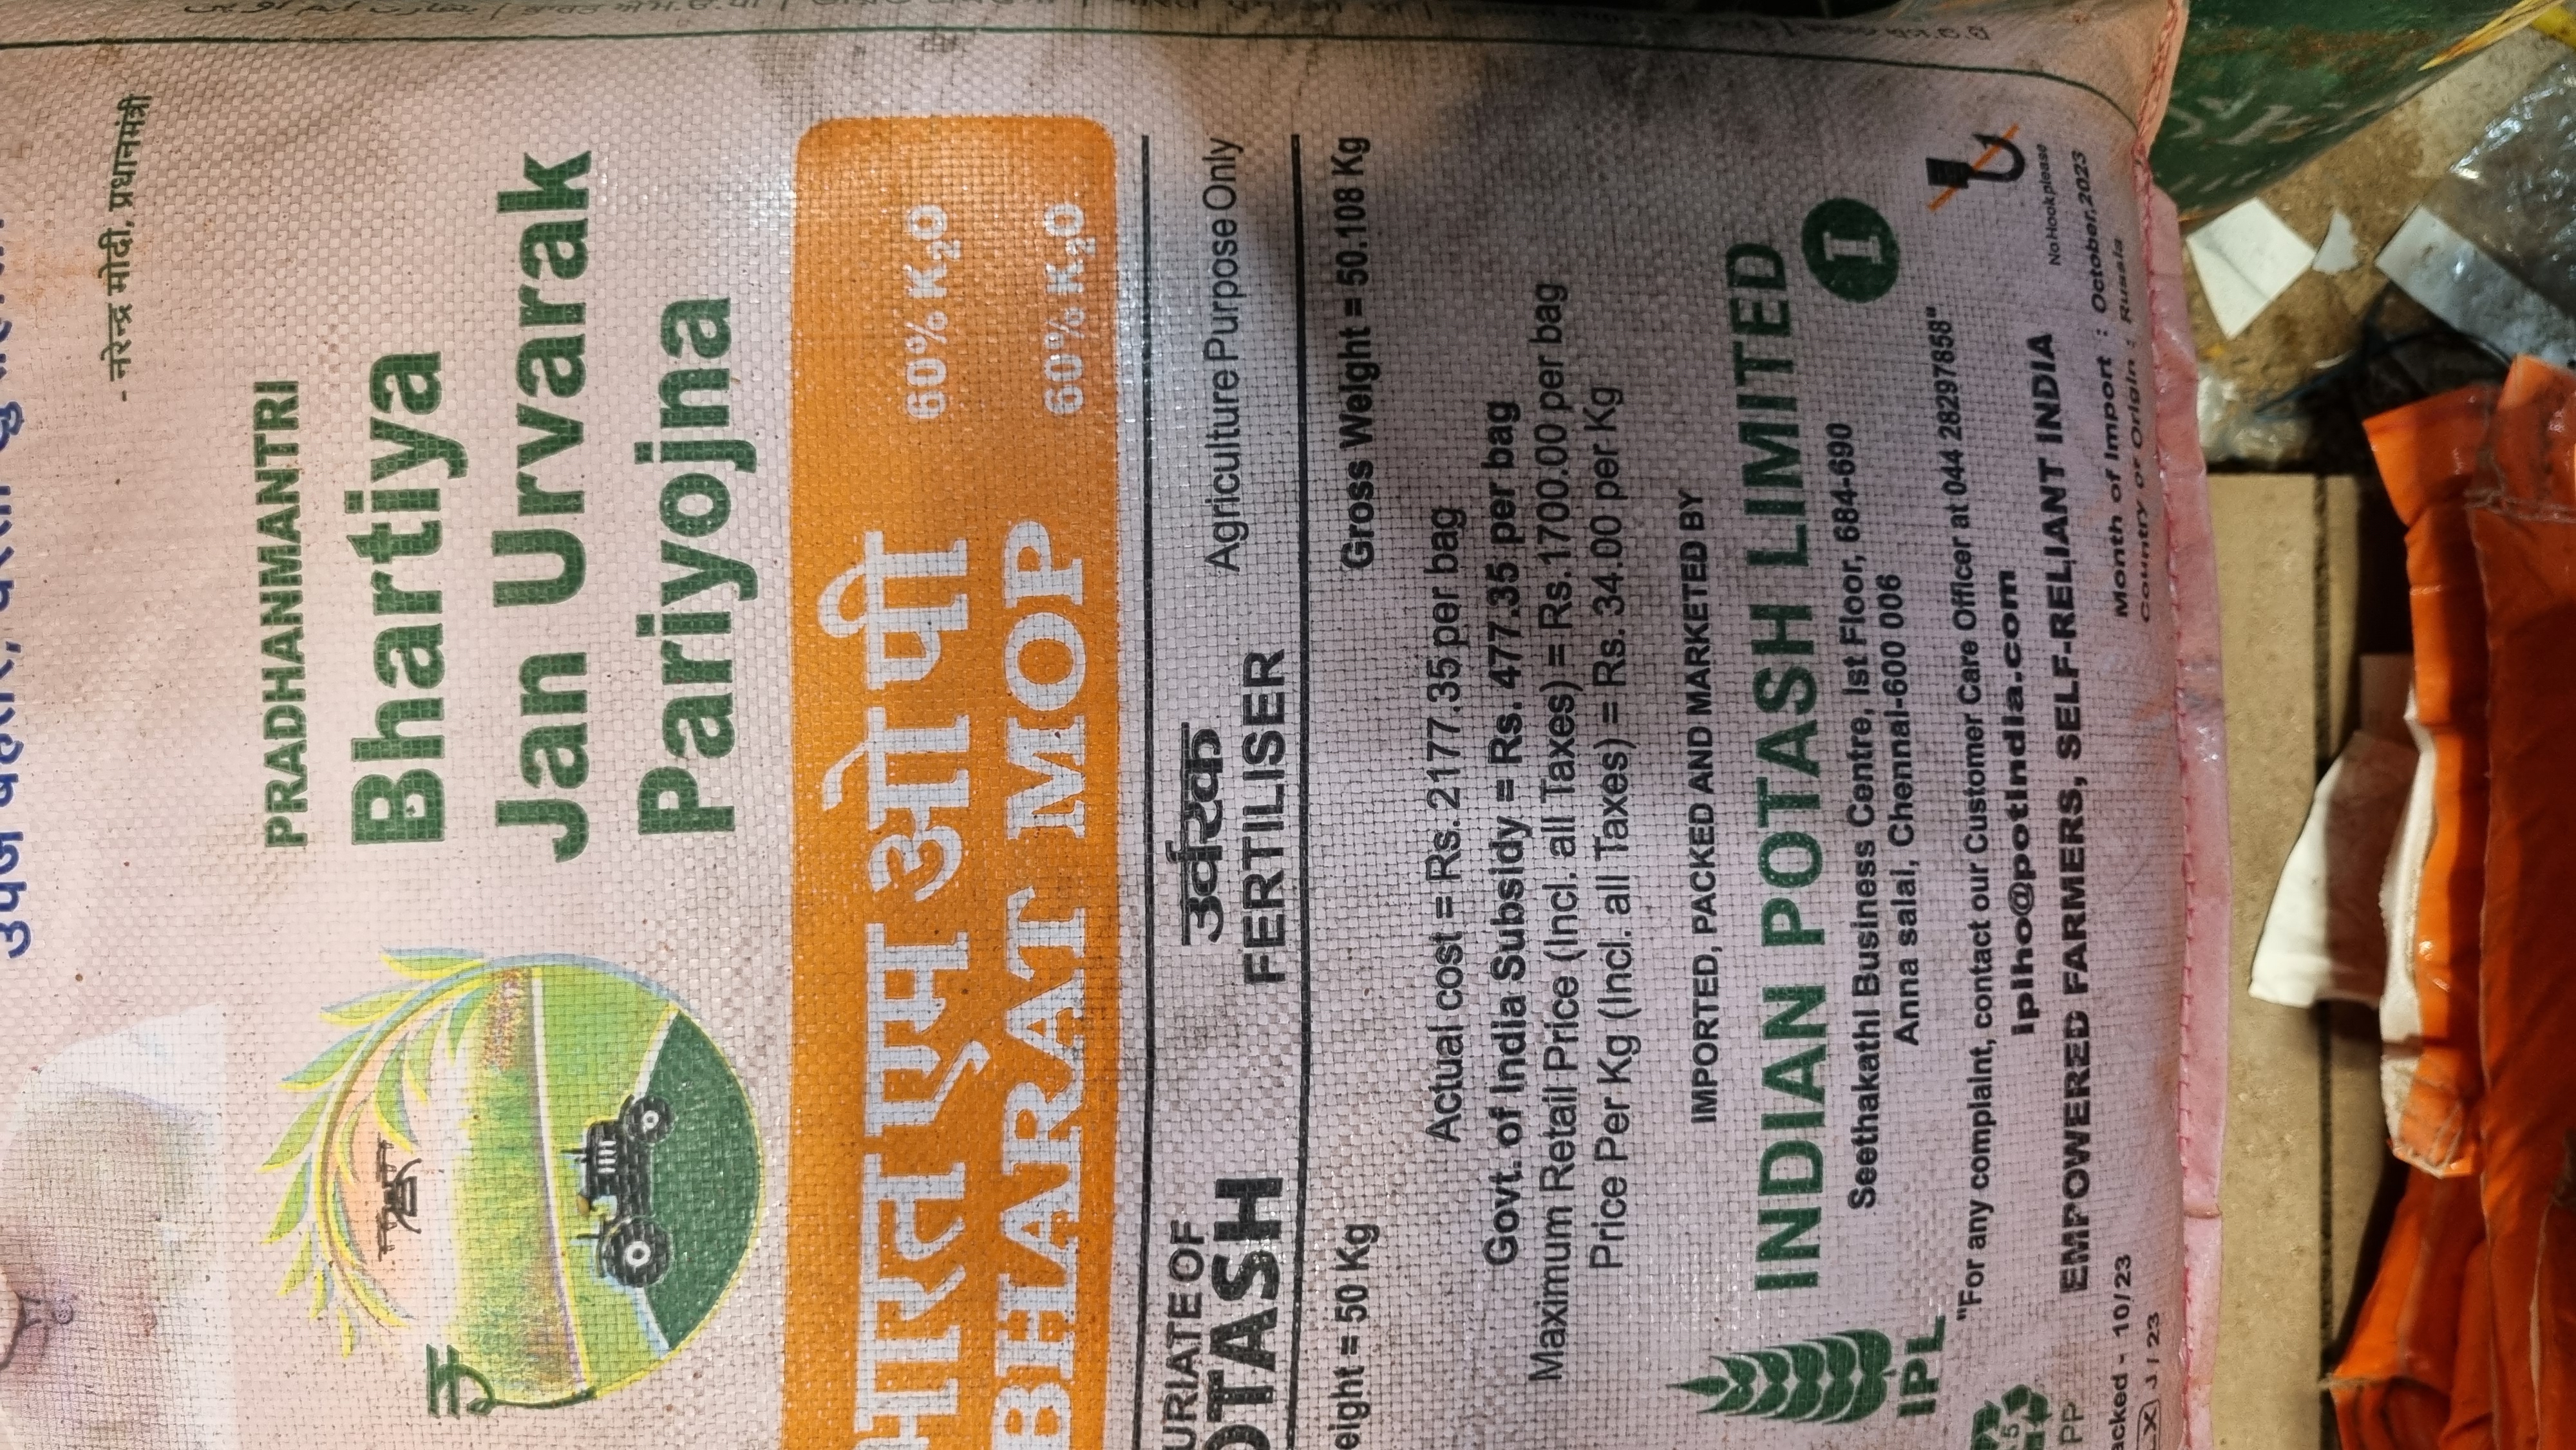 - नरेन्द्र मोदी, प्रधानमंत्री
PRADHANMANTRI
Bhartiya
Jan Urvarak
Pariyojna
भारत एम ओ पी 60% K₂O
BHARAT MOP 60% K₂O
URIATE OF उर्वरक Agriculture Purpose Only
OTASH FERTILISER
eight = 50 Kg Gross Weight = 50.108 Kg
Actual cost = Rs. 2177.35 per bag
Govt. of India Subsidy = Rs. 477.35 per bag
Maximum Retail Price (Incl. all Taxes) = Rs. 1700.00 per bag
Price Per Kg (Incl. all Taxes) = Rs. 34.00 per Kg
IMPORTED, PACKED AND MARKETED BY
INDIAN POTASH LIMITED
IPL
Seethakathi Business Centre, Ist Floor, 684-690
Anna salai, Chennai-600 006
"For any complaint, contact our Customer Care Officer at 044 28297858"
iplho@potindia.com
No Hook please
EMPOWERED FARMERS, SELF-RELIANT INDIA
5
PP
acked - 10/23 Month of Import : October,2023
Country of Origin : Russia